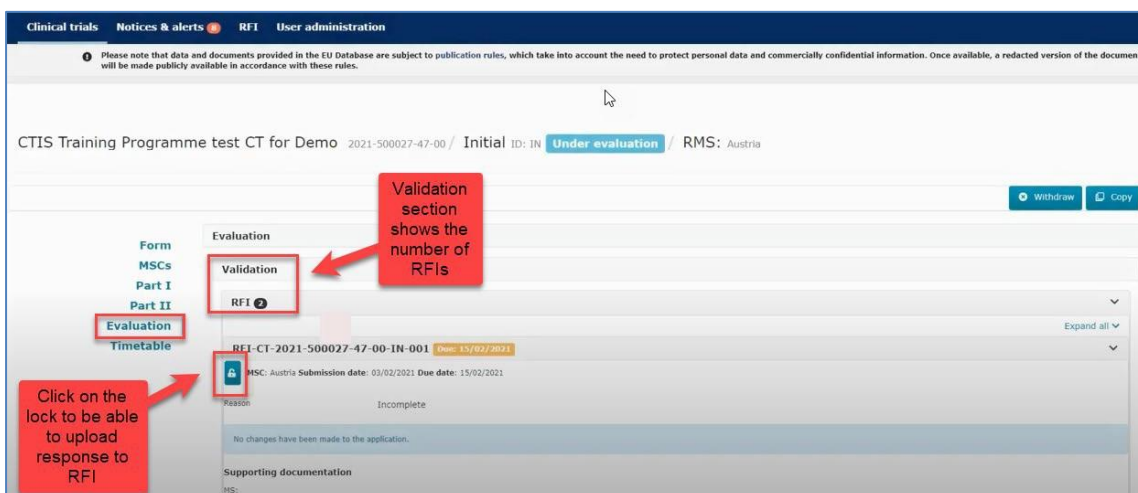 Clinical trials Notices & alerts RFI User administration
Please note that data and documents provided in the EU Database are subject to publication rules, which take into account the need to protect personal data and commercially confidential information. Once available, a redacted version of the documen
will be made publicly available in accordance with these rules.
CTIS Training Programme test CT for Demo 2021-500027-47-00 / Initial ID: IN Under evaluation / RMS: Austria
Withdraw Copy
Validation
section
shows the
number of
RFIs
Form
MSCs
Part I
Part II
Evaluation
Timetable
Evaluation
Validation
RFI 2
Expand all
RFI-CT-2021-500027-47-00-IN-001 Due: 15/02/2021
MSC: Austria Submission date: 03/02/2021 Due date: 15/02/2021
Reason Incomplete
No changes have been made to the application.
Supporting documentation
MS:
Click on the
lock to be able
to upload
response to
RFI